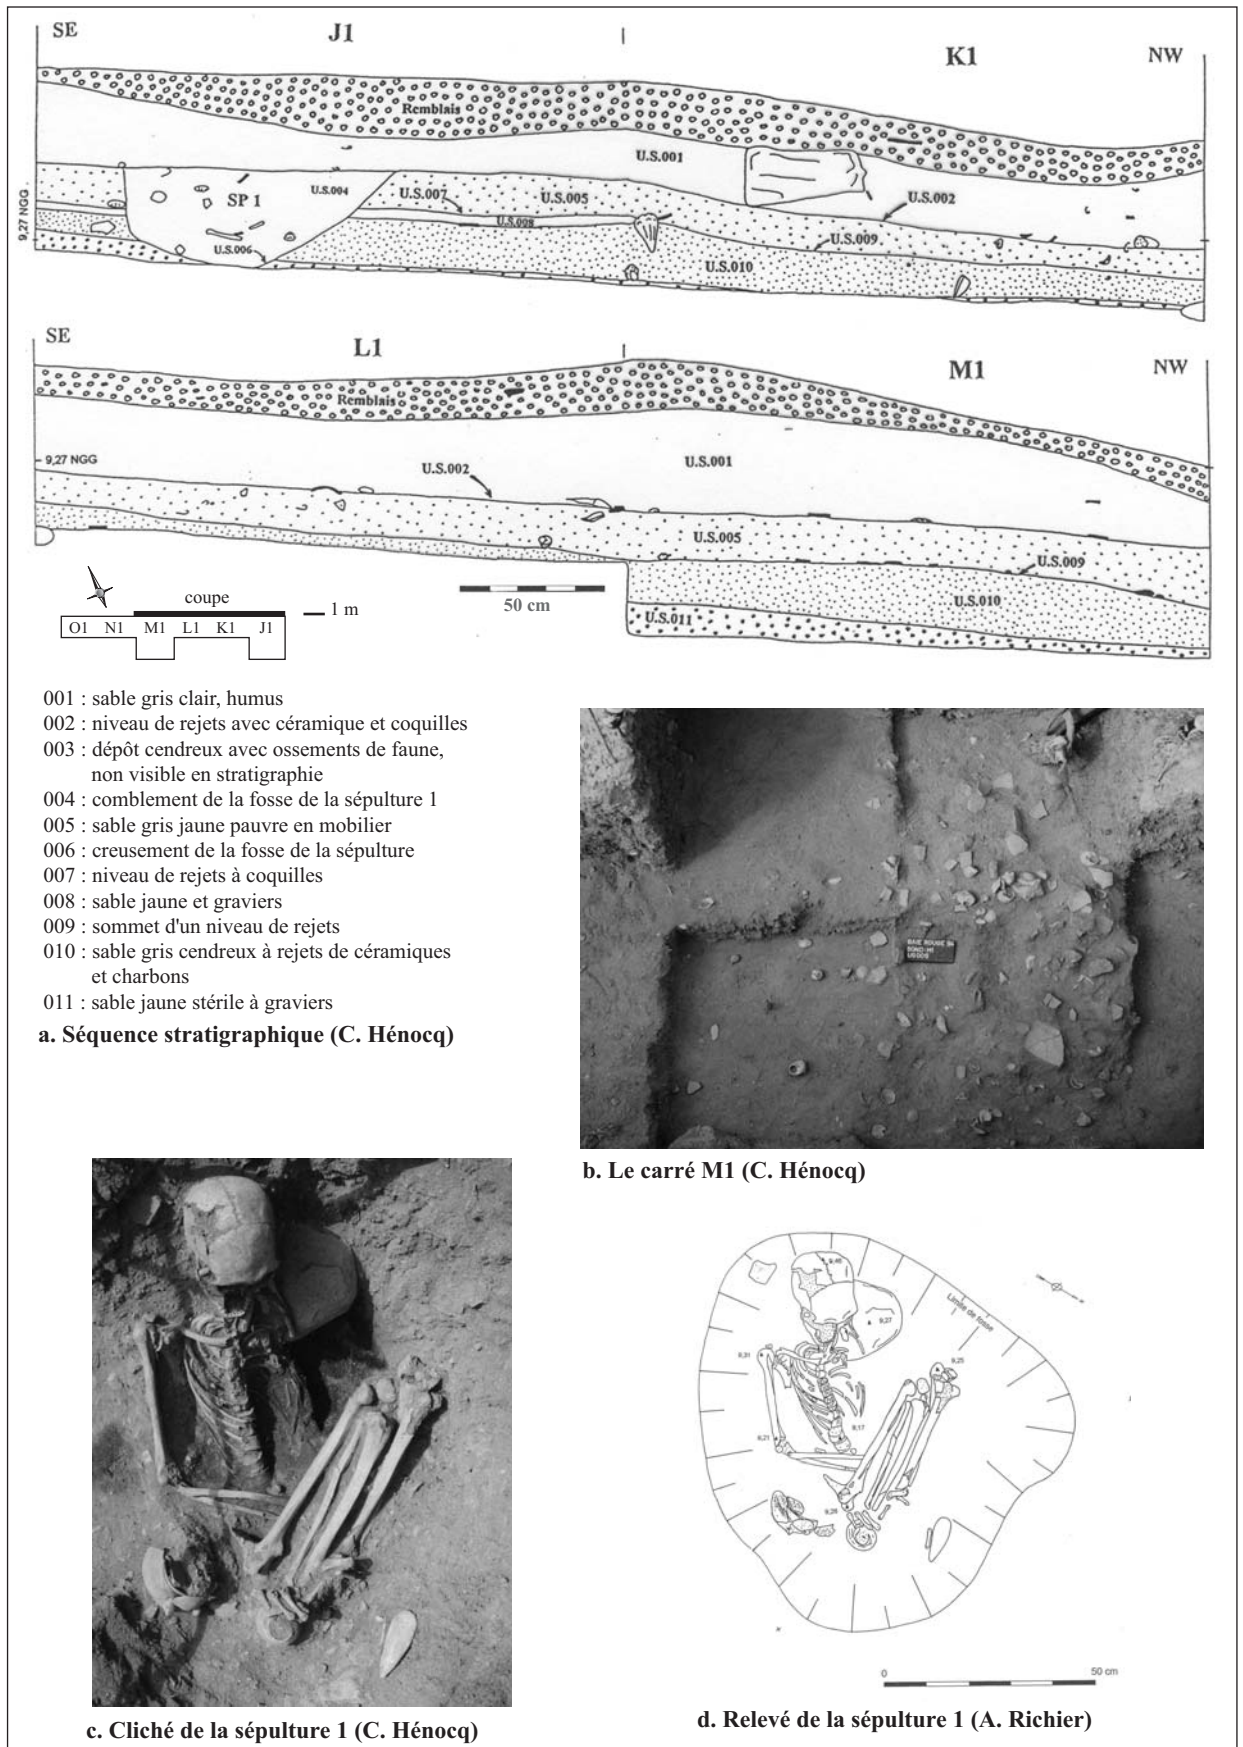 SE
J1
K1
NW
Remblais
U.S.001
U.S.002
U.S.007
U.S.005
U.S.004
SP 1
U.S.008
U.S.009
U.S.006
U.S.010
9,27 NGG
SE
L1
M1
NW
Remblais
9,27 NGG
U.S.002
U.S.001
U.S.005
U.S.009
U.S.010
U.S.011
coupe
1 m
50 cm
O1 N1 M1 L1 K1 J1
001 : sable gris clair, humus
002 : niveau de rejets avec céramique et coquilles
003 : dépôt cendreux avec ossements de faune,
non visible en stratigraphie
004 : comblement de la fosse de la sépulture 1
005 : sable gris jaune pauvre en mobilier
006 : creusement de la fosse de la sépulture
007 : niveau de rejets à coquilles
008 : sable jaune et graviers
009 : sommet d'un niveau de rejets
010 : sable gris cendreux à rejets de céramiques
et charbons
011 : sable jaune stérile à graviers
a. Séquence stratigraphique (C. Hénocq)
BAIE ROUGE 94
SOND M1
US009
b. Le carré M1 (C. Hénocq)
9,46
9,27
Limite de fosse
9,31
9,25
9,17
9,21
9,26
0
50 cm
c. Cliché de la sépulture 1 (C. Hénocq)
d. Relevé de la sépulture 1 (A. Richier)